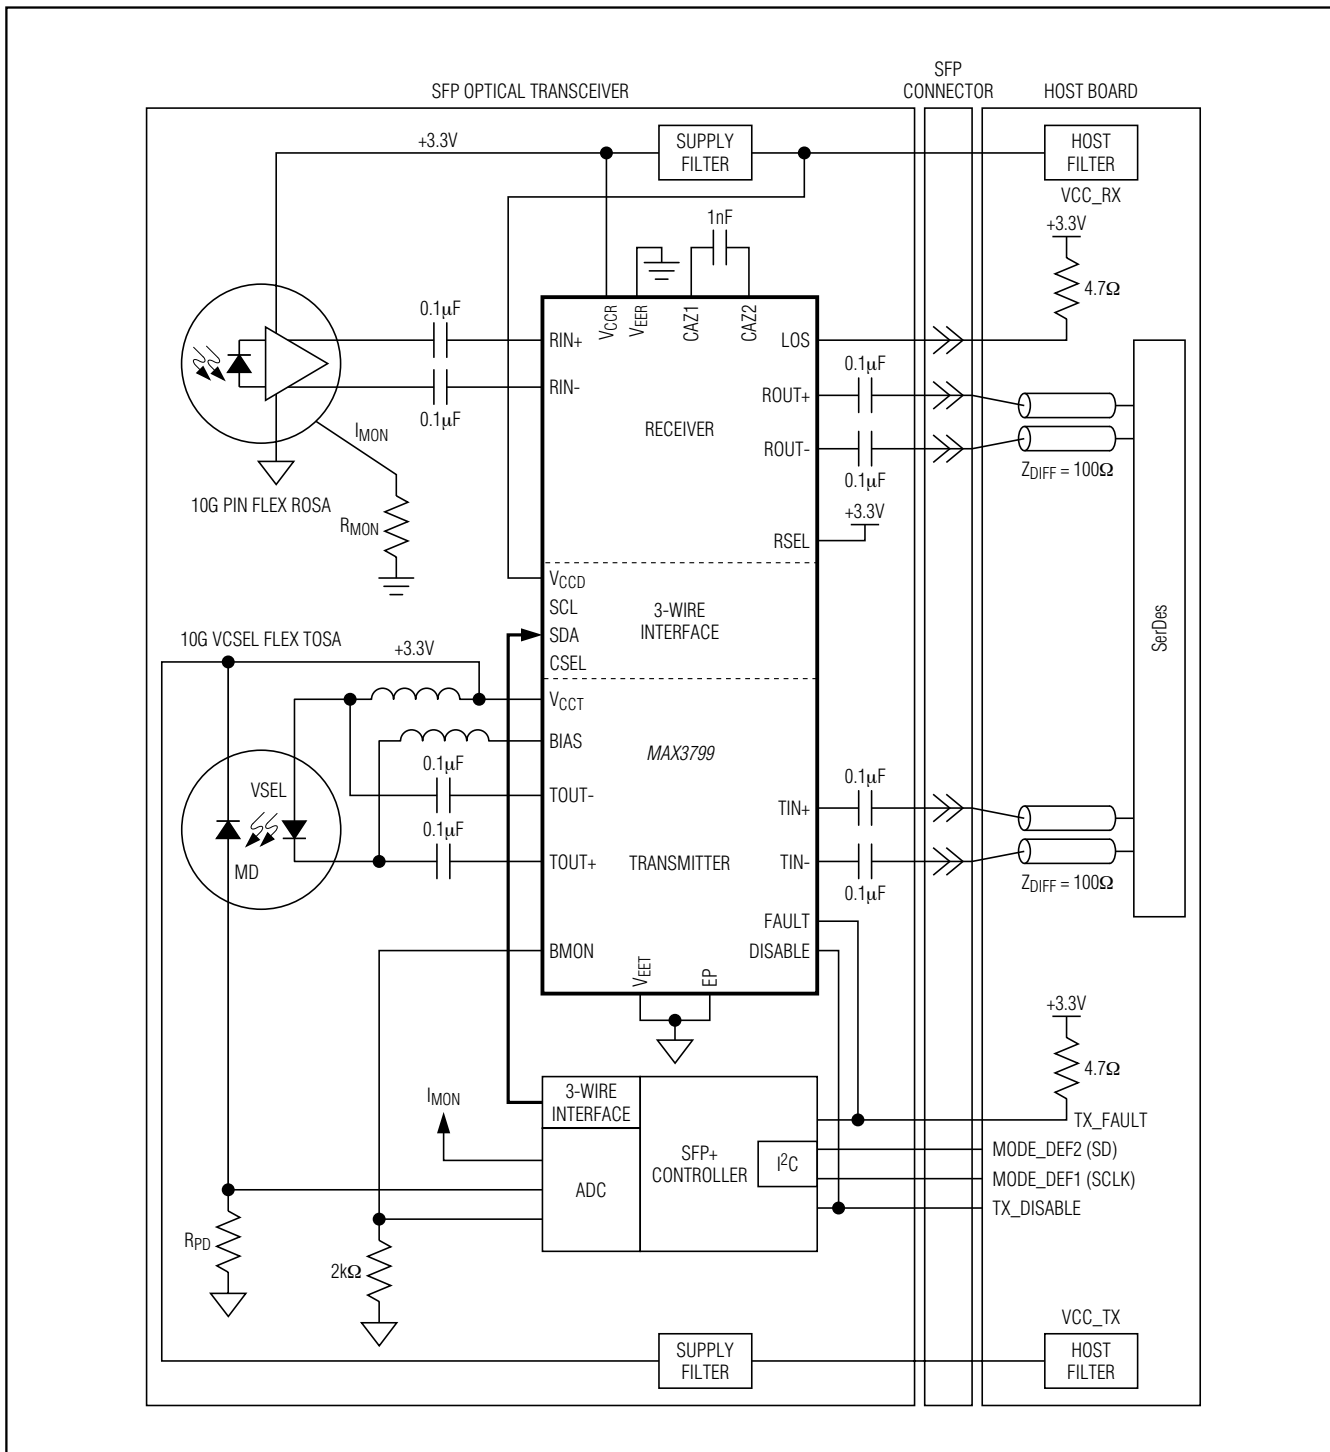 SFP OPTICAL TRANSCEIVER
SFP
CONNECTOR
HOST BOARD
+3.3V
SUPPLY
FILTER
HOST
FILTER
VCC_RX
+3.3V
4.7Ω
1nF
VCCR
VEER
CAZ1
CAZ2
0.1μF
0.1μF
RIN+
RIN-
LOS
0.1μF
ROUT+
ROUT-
0.1μF
ZDIFF = 100Ω
RECEIVER
IMON
10G PIN FLEX ROSA
RMON
+3.3V
RSEL
VCCD
SCL
SDA
CSEL
3-WIRE
INTERFACE
SerDes
10G VCSEL FLEX TOSA
+3.3V
VCCT
BIAS
MAX3799
0.1μF
TOUT-
0.1μF
TOUT+
VSEL
MD
TRANSMITTER
0.1μF
TIN+
TIN-
0.1μF
ZDIFF = 100Ω
FAULT
DISABLE
BMON
VEET
EP
+3.3V
4.7Ω
IMON
3-WIRE
INTERFACE
ADC
SFP+
CONTROLLER
I2C
TX_FAULT
MODE_DEF2 (SD)
MODE_DEF1 (SCLK)
TX_DISABLE
RPD
2kΩ
SUPPLY
FILTER
VCC_TX
HOST
FILTER